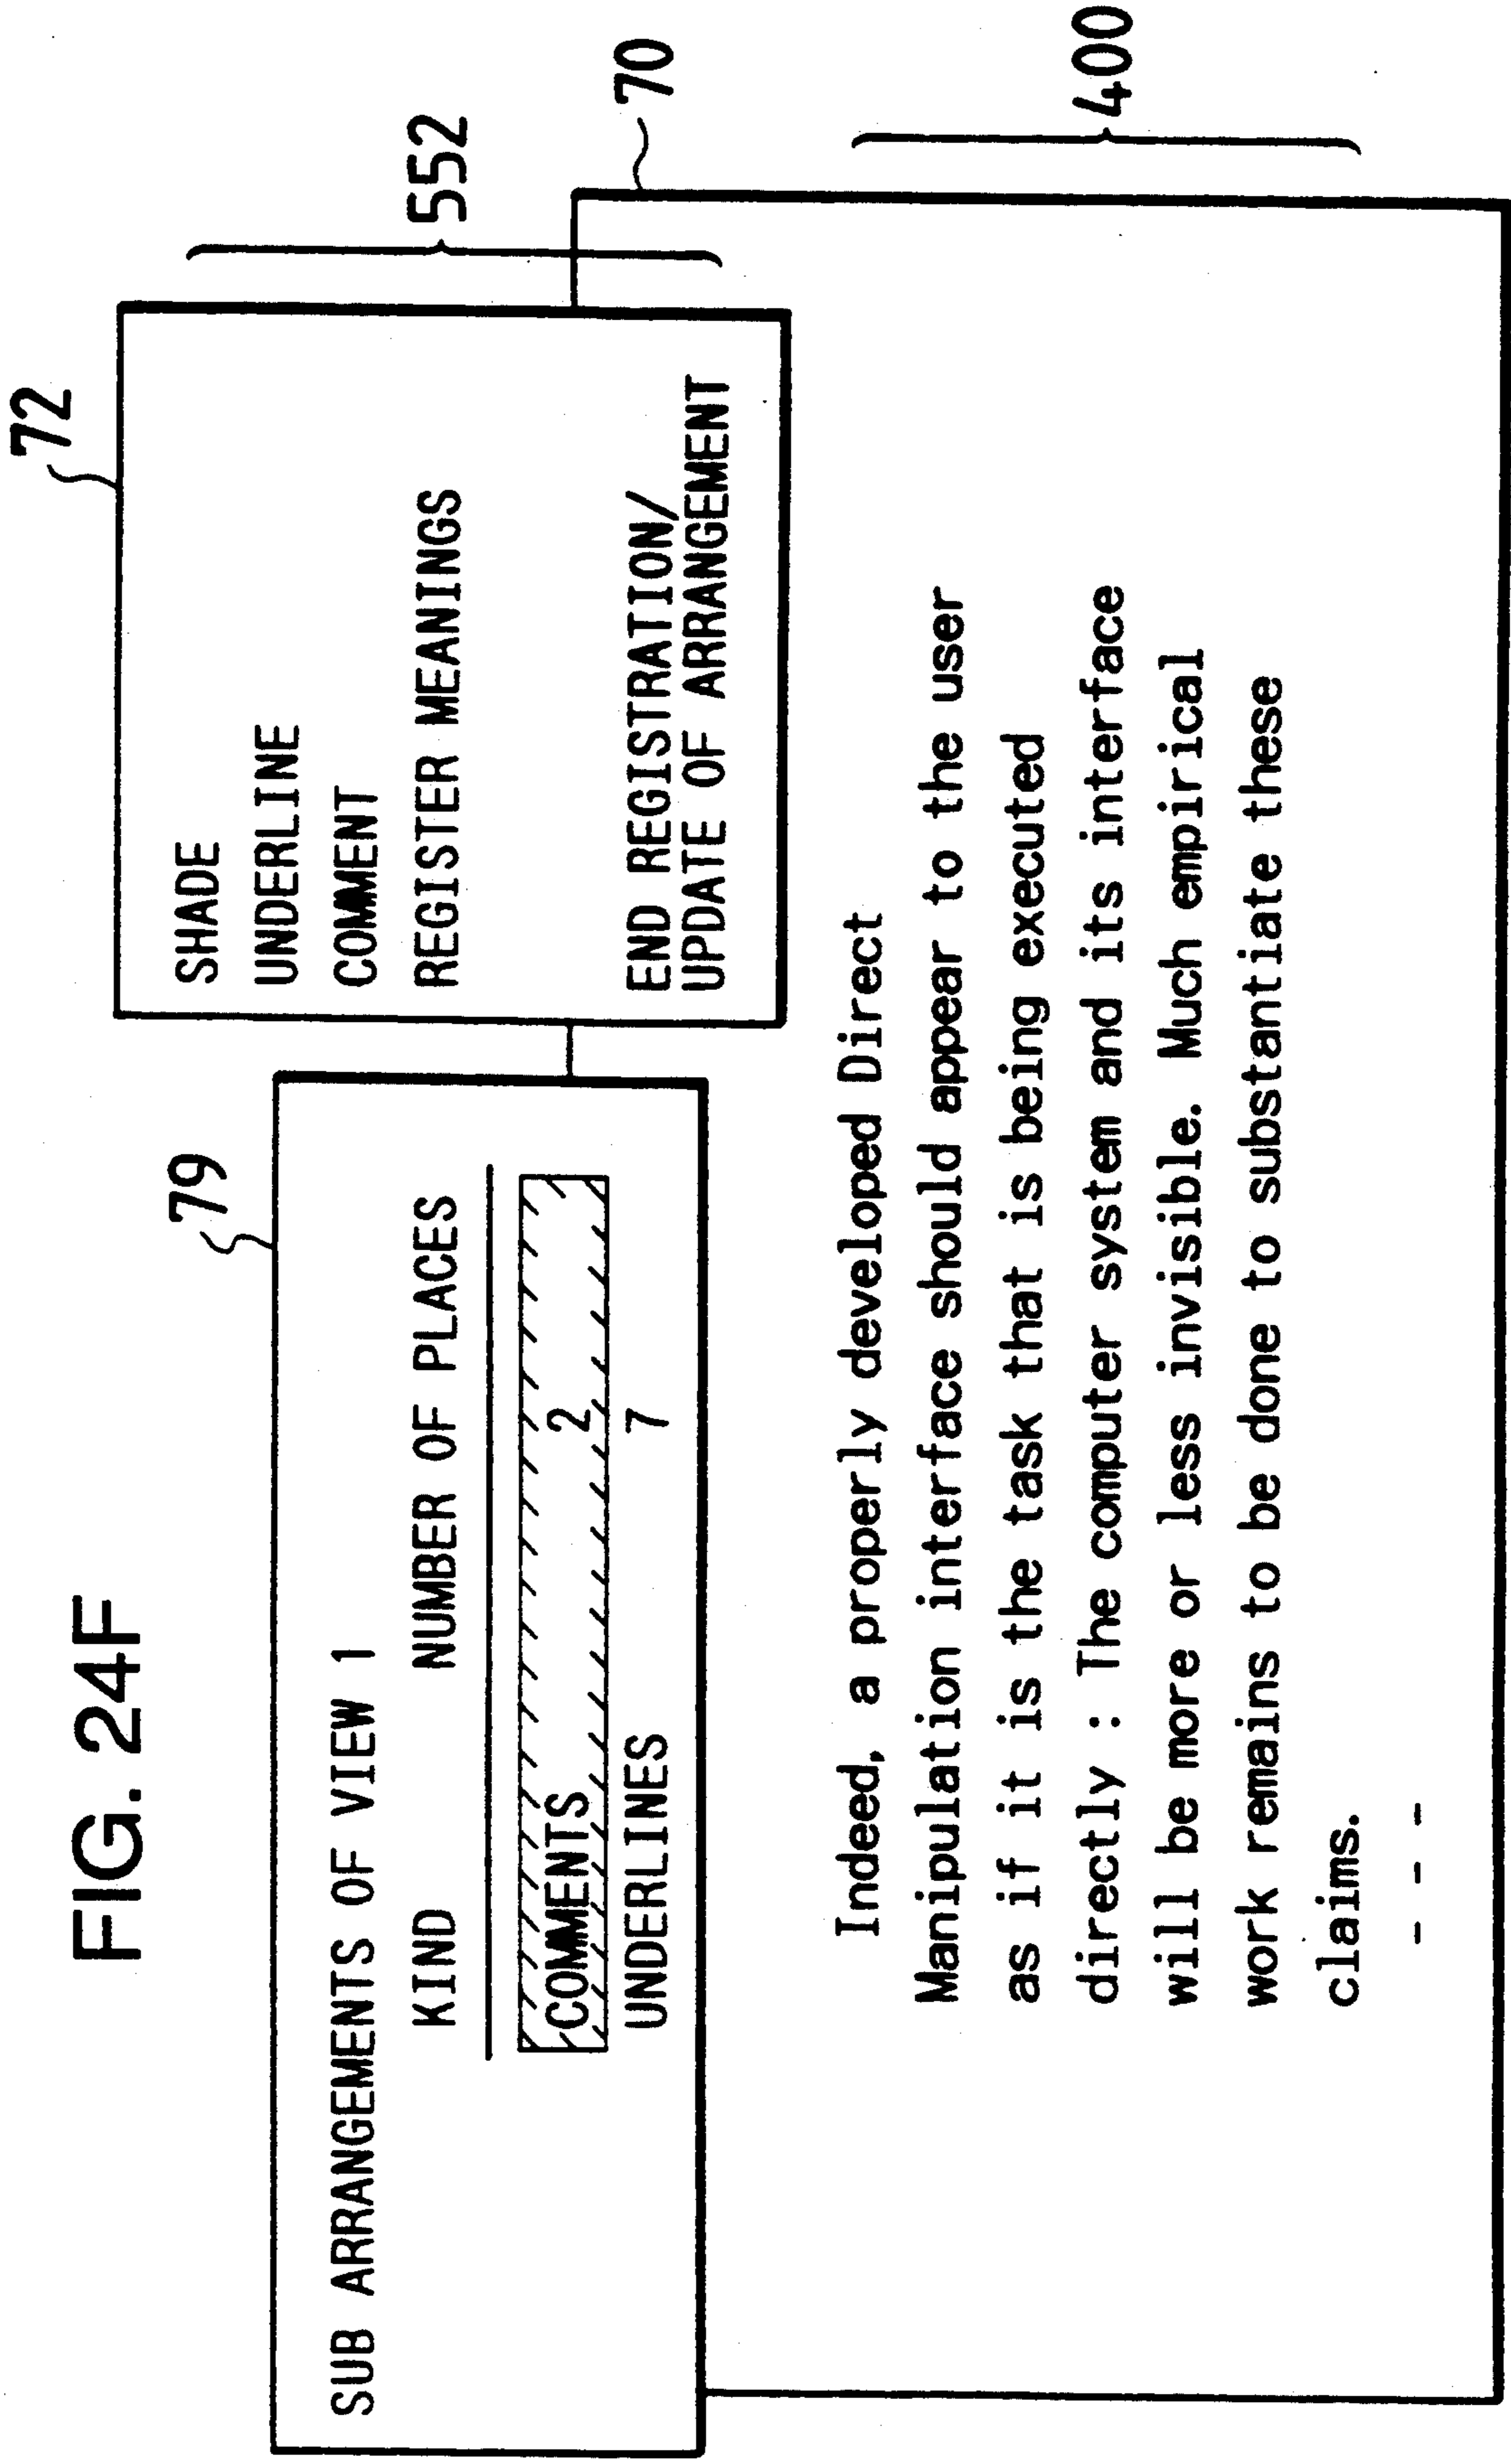 FIG. 24F
79
SUB ARRANGEMENTS OF VIEW 1
KIND NUMBER OF PLACES
COMMENTS 2
UNDERLINES 7
72
SHADE
UNDERLINE
COMMENT
REGISTER MEANINGS
END REGISTRATION/
UPDATE OF ARRANGEMENT
552
70
Indeed, a properly developed Direct
Manipulation interface should appear to the user
as if it is the task that is being executed
directly : The computer system and its interface
will be more or less invisible. Much empirical
work remains to be done to substantiate these
claims.
- - -
400